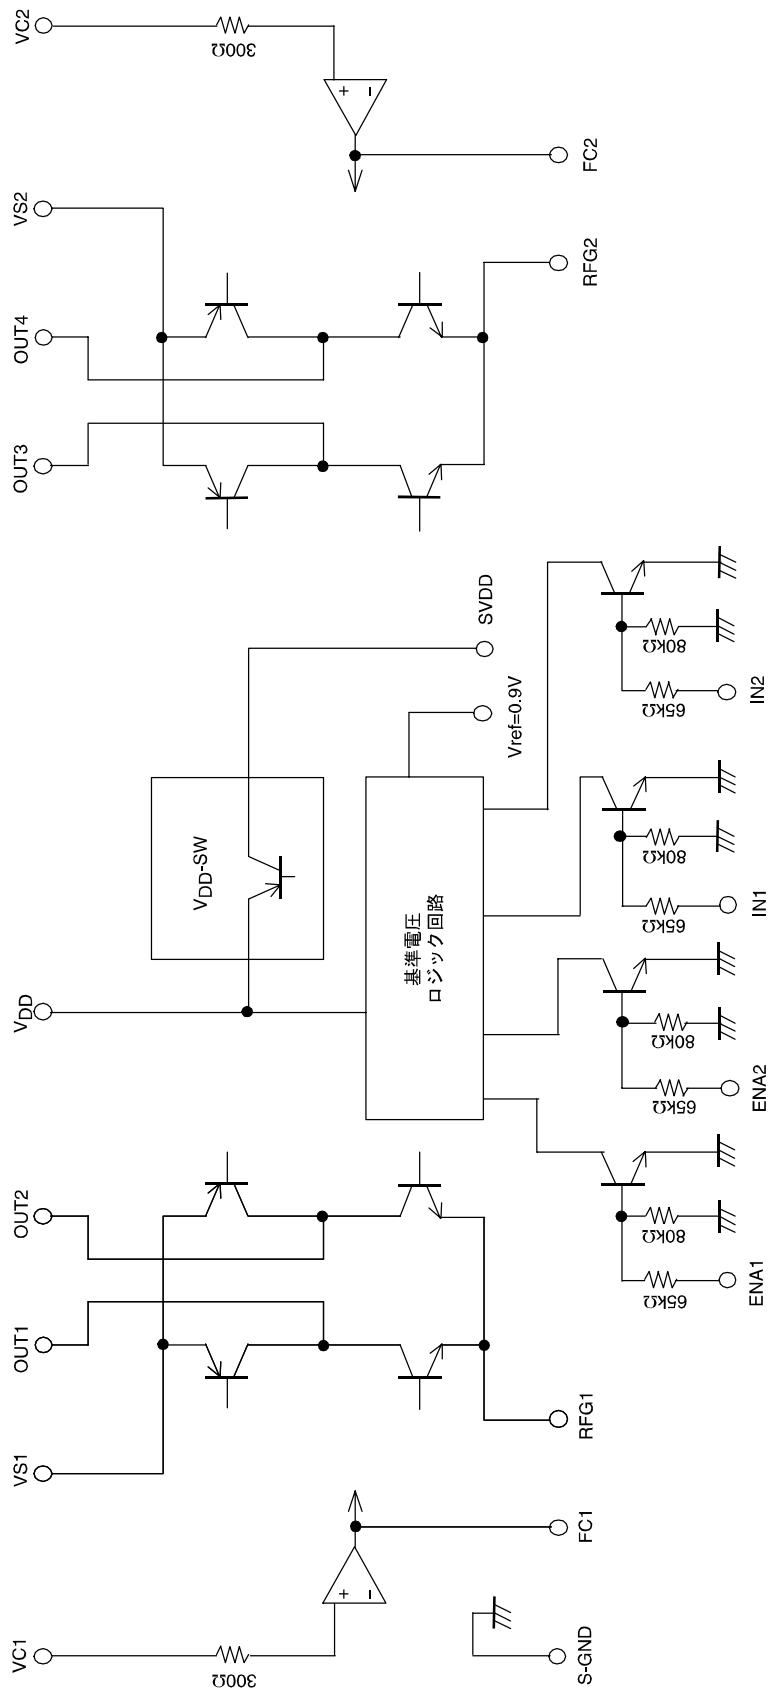 VC1
VS1
OUT1
OUT2
VDD
OUT3
OUT4
VS2
VC2
300Ω
300Ω
VDD-SW
+
−
+
−
基準電圧
ロジック回路
SVDD
Vref=0.9V
S-GND
FC1
RFG1
RFG2
FC2
65kΩ
80kΩ
65kΩ
80kΩ
65kΩ
80kΩ
65kΩ
80kΩ
ENA1
ENA2
IN1
IN2